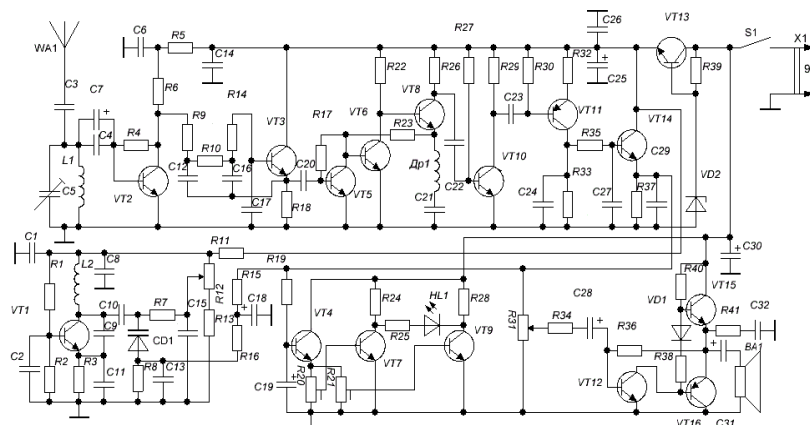 C6 R5 C14 R27 C26 VT13 S1 X1
WA1 R6 R22 VT8 R26 R29 R30 R32 C25 R39 9
C3 C7 R9 R14 VT6 C23 VT11 VT14
R4 C4 R10 VT3 R17 R23 R35 C29
L1 C12 C16 C20 Др1 C22 VT10 R33 VD2
C5 VT2 C17 R18 VT5 C21 C24 C27 R37
C1 R1 L2 C8 R11 R12 R15 R19 C30
VT1 C10 R7 C15 C18 VT4 R24 HL1 R28 C28 R40 VT15
C9 R13 R25 VT9 R31 R34 VD1 R41 C32
C2 R2 R3 CD1 R16 VT7 R36 BA1
C11 R8 C13 C19 R20 R21 VT12 R38 VT16 C31